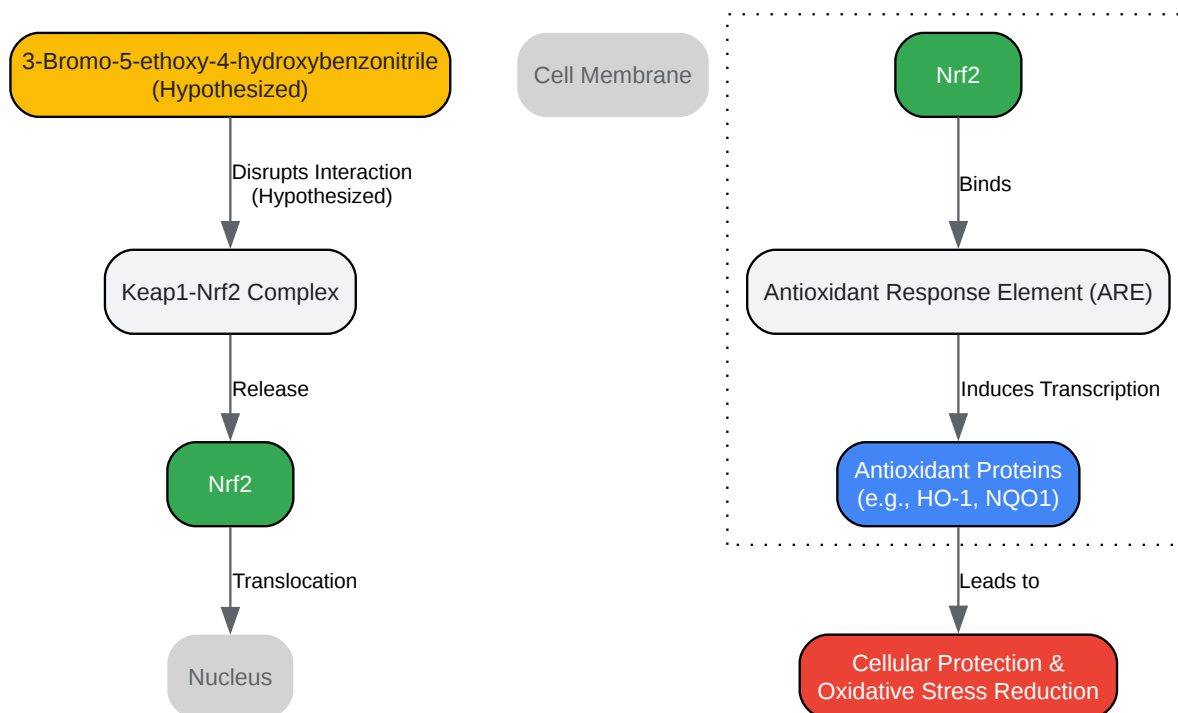 3-Bromo-5-ethoxy-4-hydroxybenzonitrile
(Hypothesized)
Disrupts Interaction
(Hypothesized)
Keap1-Nrf2 Complex
Release
Nrf2
Translocation
Nucleus
Cell Membrane
Nrf2
Binds
Antioxidant Response Element (ARE)
Induces Transcription
Antioxidant Proteins
(e.g., HO-1, NQO1)
Leads to
Cellular Protection &
Oxidative Stress Reduction